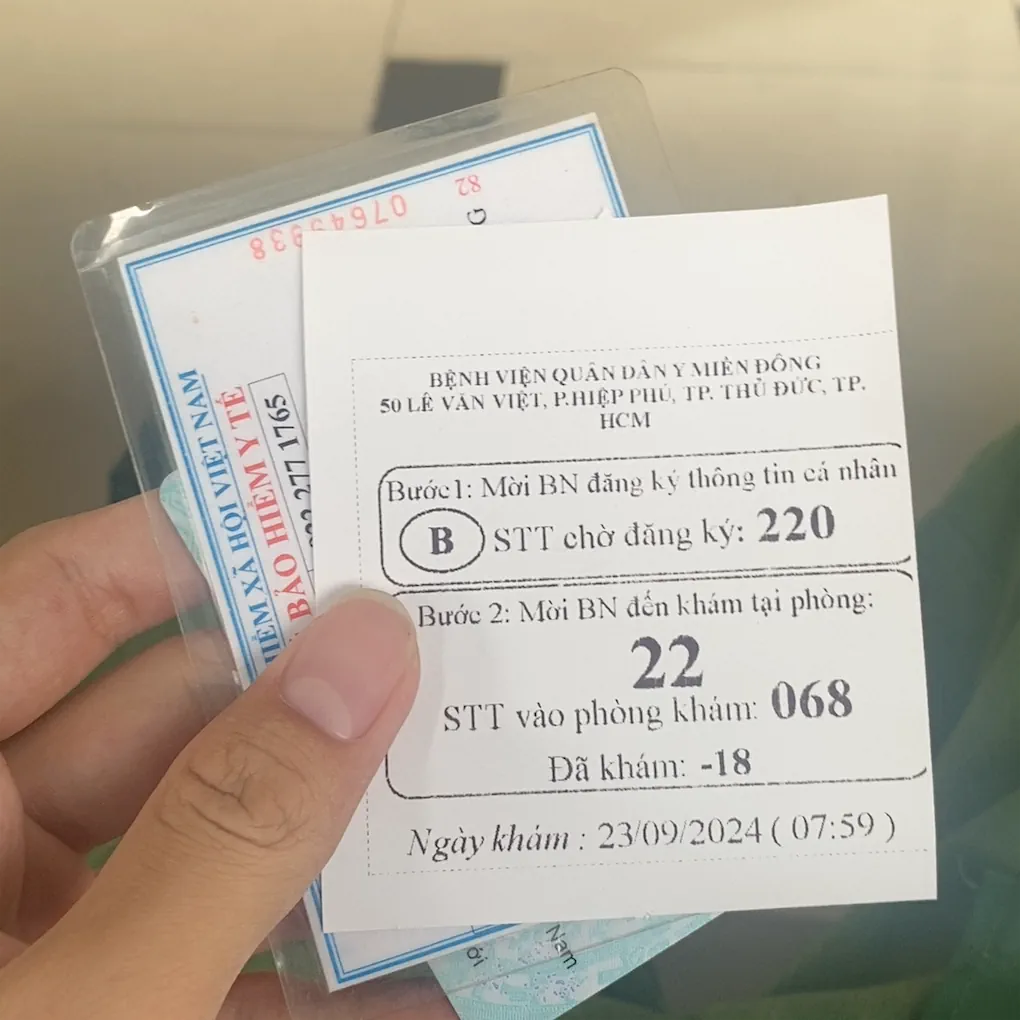 BỆNH VIỆN QUÂN DÂN Y MIỀN ĐÔNG
50 LÊ VĂN VIỆT, P.HIỆP PHÚ, TP. THỦ ĐỨC, TP.
HCM
Bước1: Mời BN đăng ký thông tin cá nhân
B STT chờ đăng ký: 220
Bước 2: Mời BN đến khám tại phòng:
22
STT vào phòng khám: 068
Đã khám: -18
Ngày khám : 23/09/2024 ( 07:59 )
HIỂM XÃ HỘI VIỆT NAM
BẢO HIỂM Y TẾ
277 1765
82
G
Nam